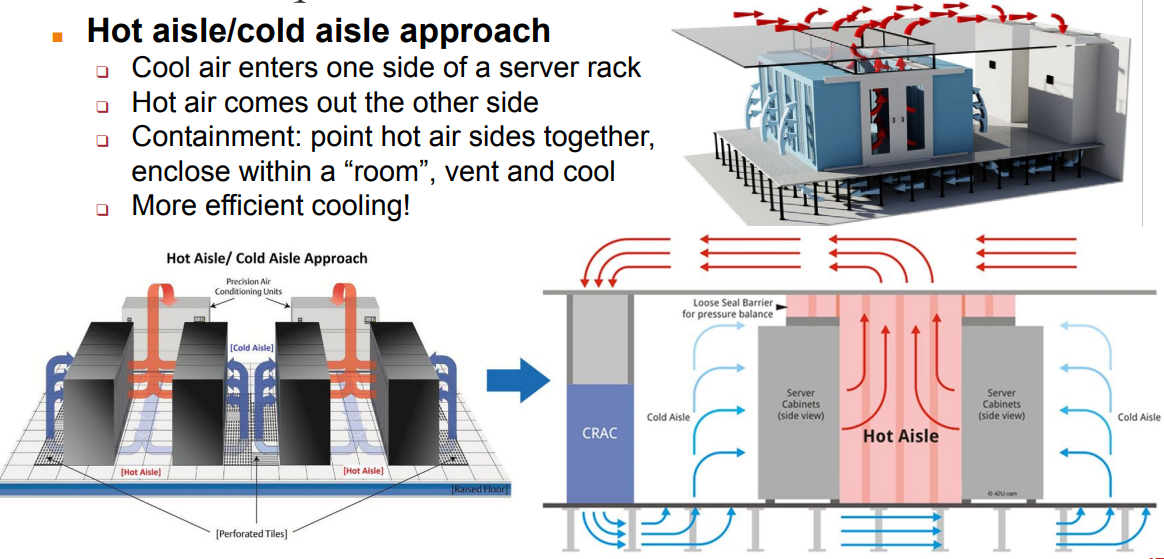 Hot aisle/cold aisle approach
Cool air enters one side of a server rack
Hot air comes out the other side
Containment: point hot air sides together,
enclose within a “room”, vent and cool
More efficient cooling!
Hot Aisle/ Cold Aisle Approach
Precision Air
Conditioning Units
[Cold Aisle]
[Hot Aisle]
[Hot Aisle]
[Raised Floor]
[Perforated Tiles]
Loose Seal Barrier
for pressure balance
CRAC
Cold Aisle
Server
Cabinets
(side view)
Hot Aisle
Server
Cabinets
(side view)
Cold Aisle
© 42U.com